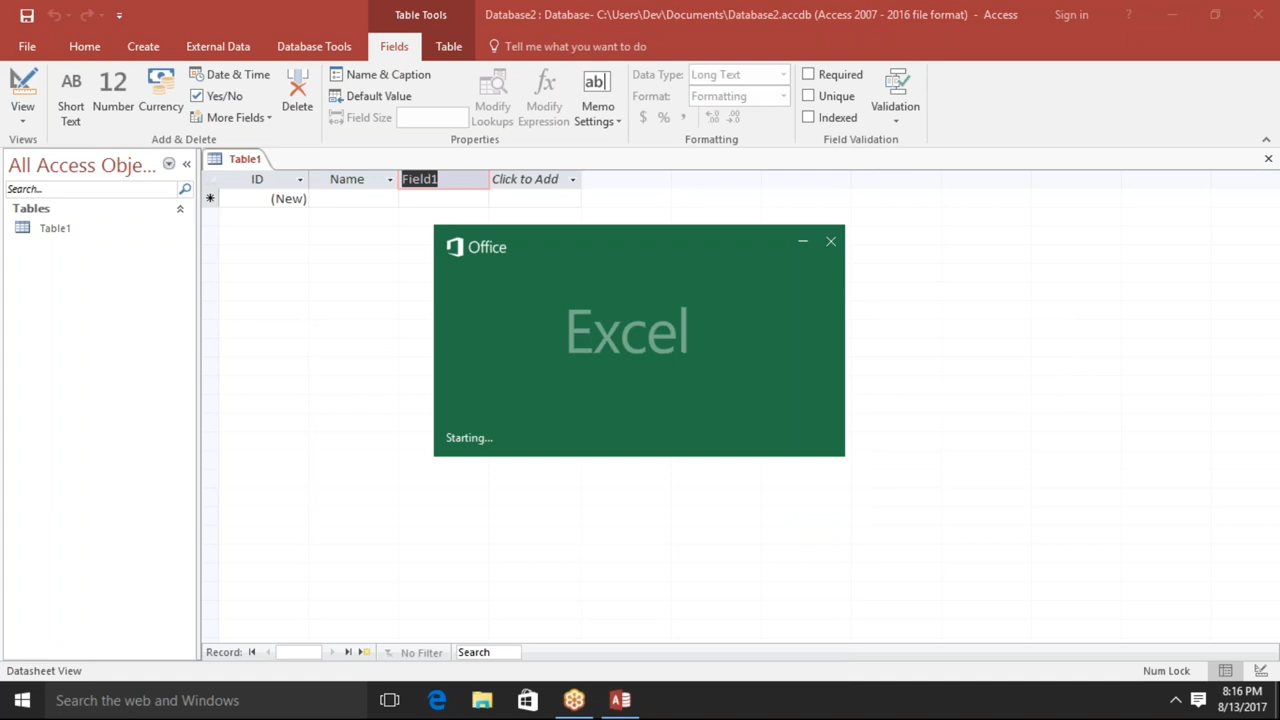 Table Tools
Database2 : Database- C:\Users\Dev\Documents\Database2.accdb (Access 2007 - 2016 file format) - Access
Sign in
?
File Home Create External Data Database Tools Fields Table Tell me what you want to do
View
Views
AB
Short
Text
12
Number
Currency
Date & Time
Yes/No
More Fields
Add & Delete
Delete
Name & Caption
Default Value
Field Size
Modify
Lookups
fx
Modify
Expression
ab|
Memo
Settings
Properties
Data Type: Long Text
Format: Formatting
$ % ,
Formatting
Required
Unique
Indexed
Validation
Field Validation
All Access Obje...
Search...
Tables
Table1
Table1
ID Name Field1 Click to Add
(New)
Office
Excel
Starting...
Record: No Filter Search
Datasheet View
Num Lock
Search the web and Windows
8:16 PM
8/13/2017